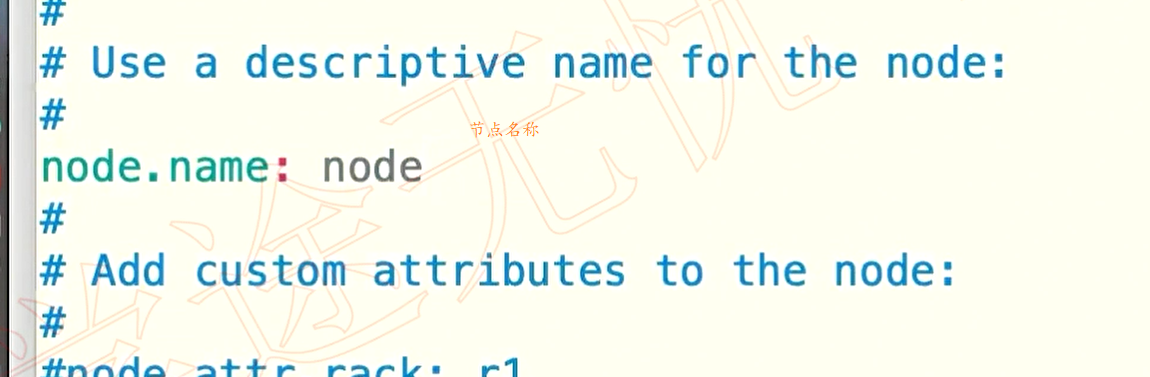 #
# Use a descriptive name for the node:
#
节点名称
node.name: node
#
# Add custom attributes to the node:
#
#node.attr.rack: r1